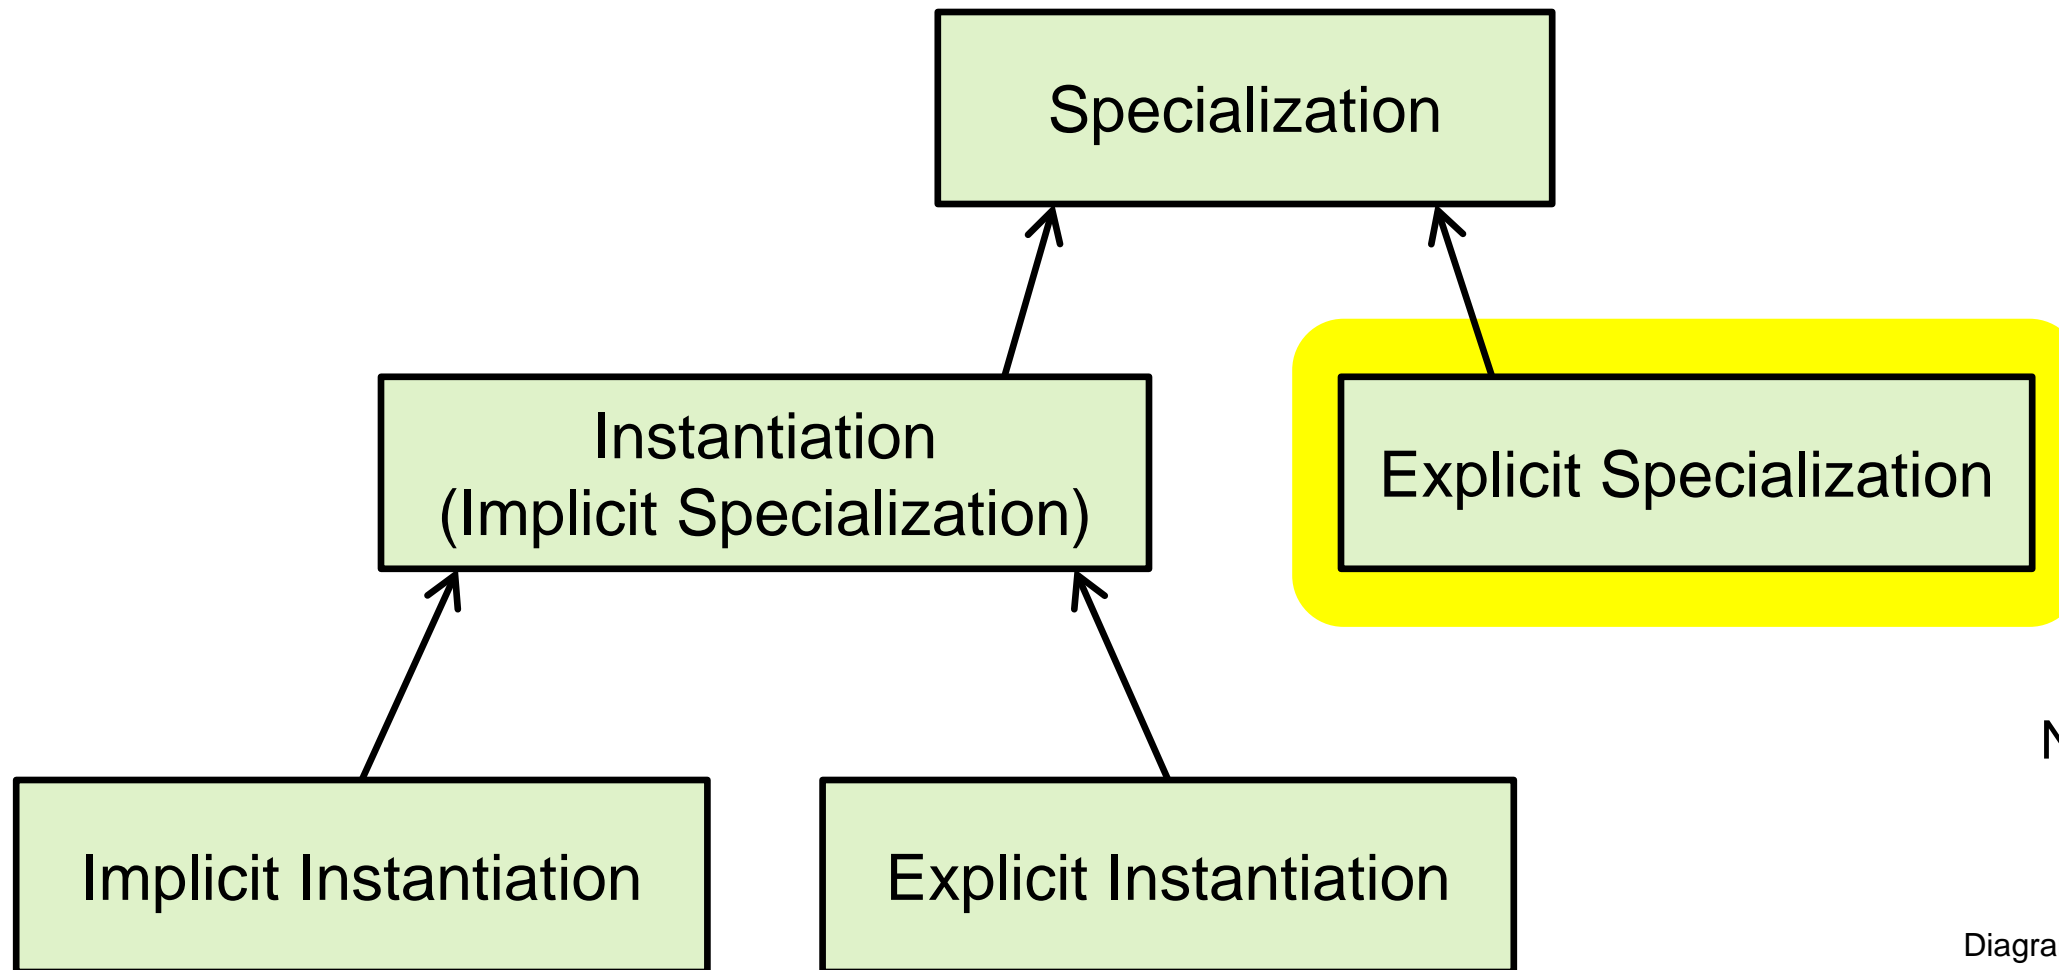 Specialization
Instantiation
(Implicit Specialization)
Explicit Specialization
Implicit Instantiation
Explicit Instantiation